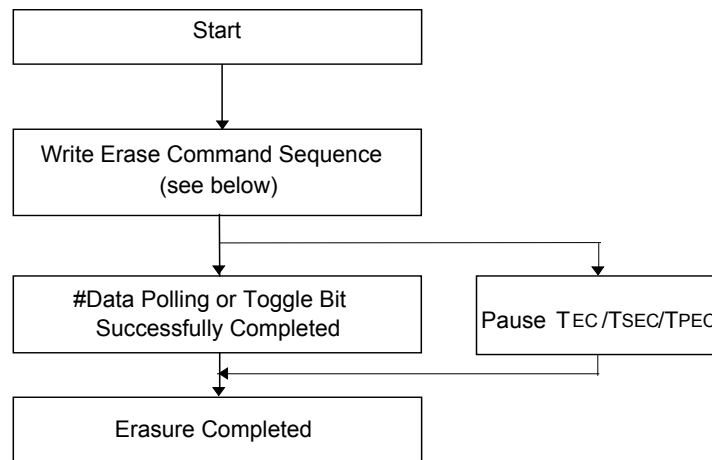 Start
Write Erase Command Sequence
(see below)
#Data Polling or Toggle Bit
Successfully Completed
Pause TEC /TSEC/TPEC
Erasure Completed